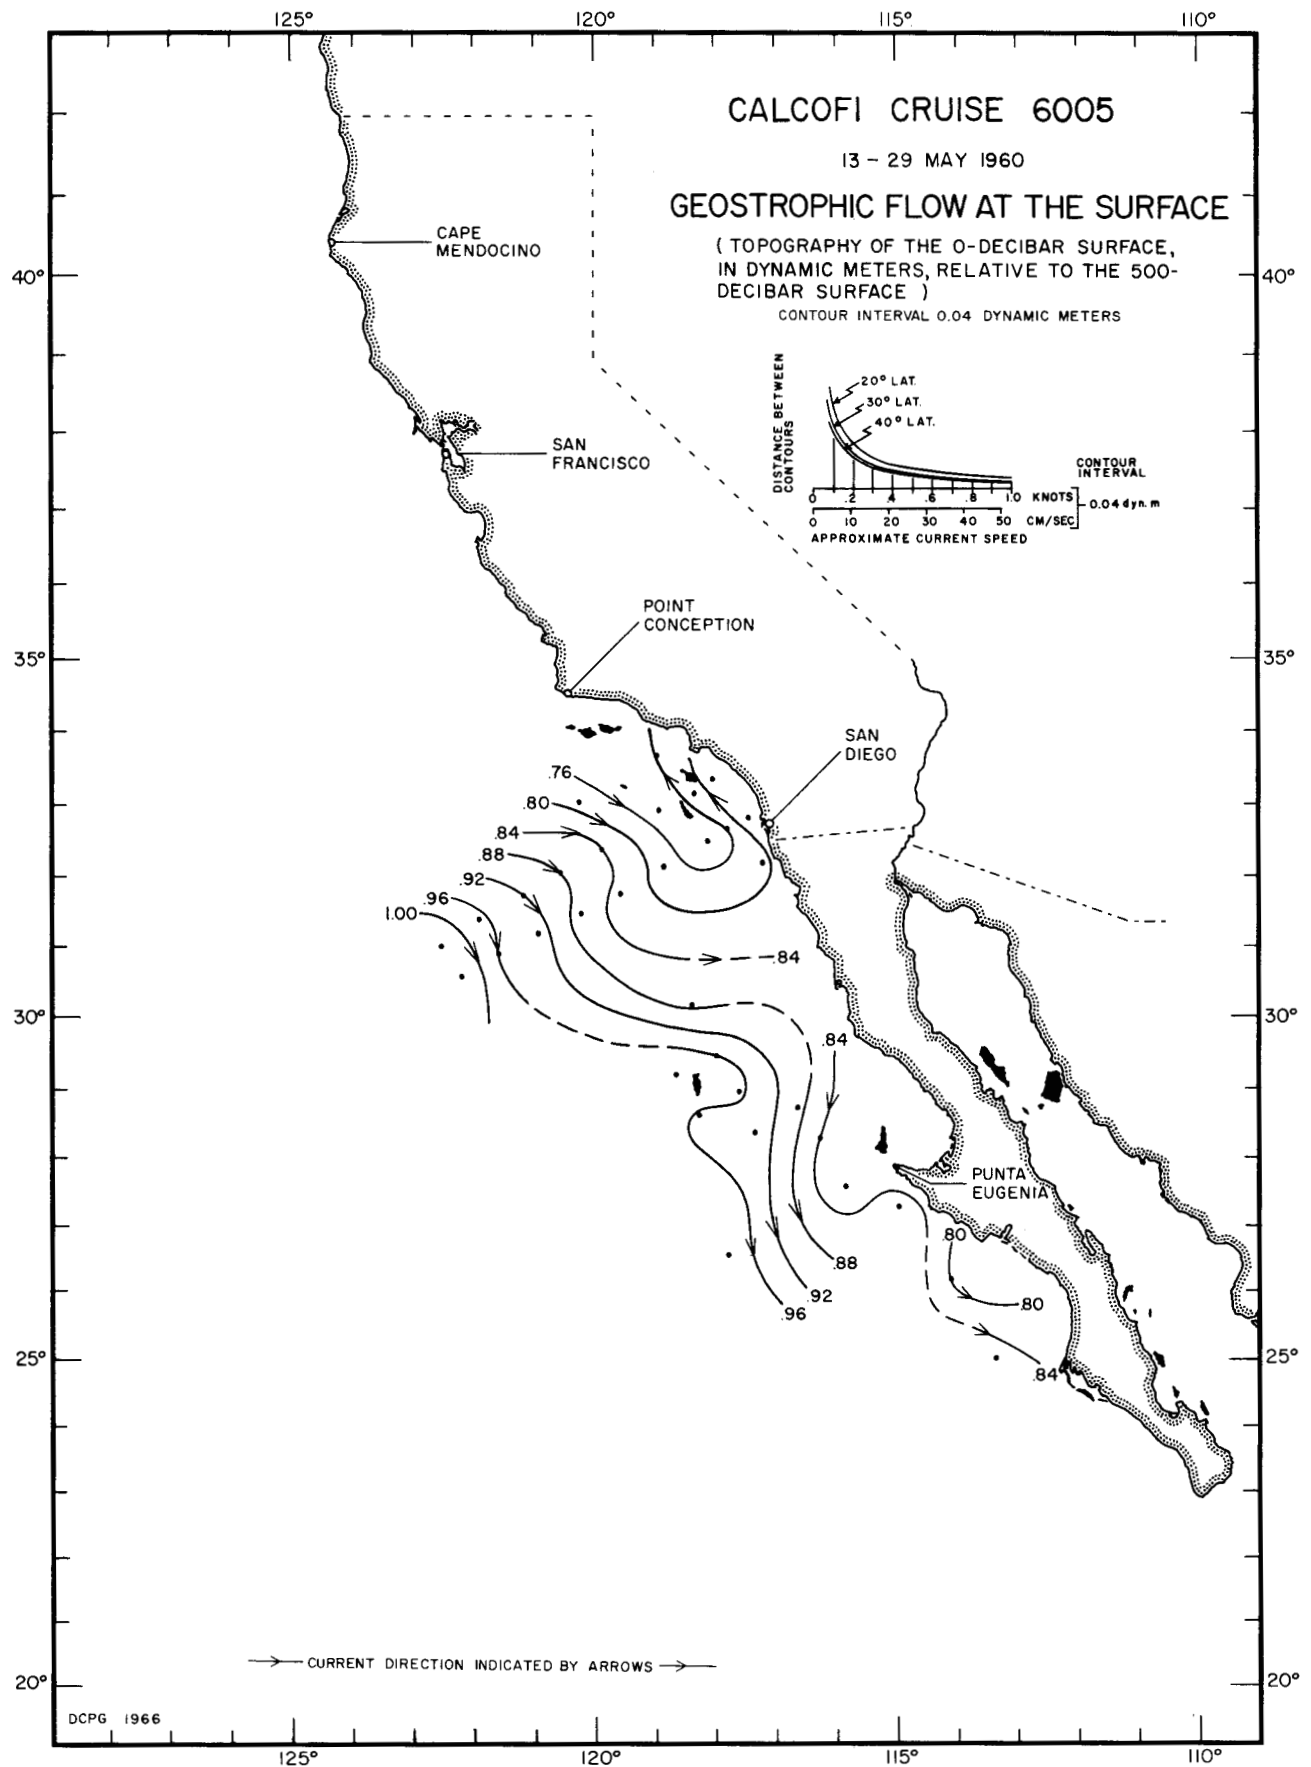 125°
120°
115°
110°
CALCOFI CRUISE 6005
13 - 29 MAY 1960
GEOSTROPHIC FLOW AT THE SURFACE
( TOPOGRAPHY OF THE 0-DECIBAR SURFACE,
IN DYNAMIC METERS, RELATIVE TO THE 500-
DECIBAR SURFACE )
CONTOUR INTERVAL 0.04 DYNAMIC METERS
CAPE
MENDOCINO
40°
40°
DISTANCE BETWEEN
CONTOURS
20° LAT.
30° LAT.
40° LAT.
0 .2 .4 .6 .8 1.0 KNOTS
0 10 20 30 40 50 CM/SEC
APPROXIMATE CURRENT SPEED
CONTOUR
INTERVAL
0.04 dyn. m
SAN
FRANCISCO
POINT
CONCEPTION
35°
35°
SAN
DIEGO
.76
.80
.84
.88
.92
.96
1.00
.84
30°
30°
.84
PUNTA
EUGENIA
.80
.88
.92
.80
.96
25°
25°
.84
CURRENT DIRECTION INDICATED BY ARROWS
20°
20°
DCPG 1966
125°
120°
115°
110°